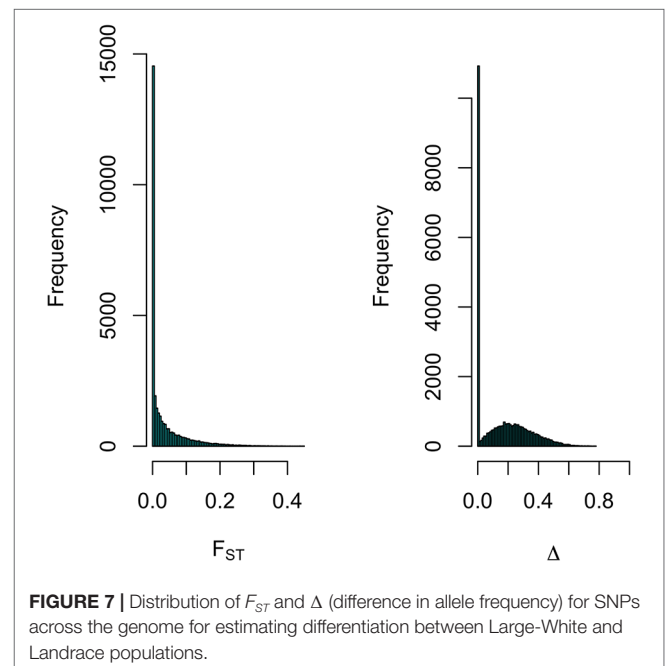 Frequency
15000
10000
5000
0
0.0 0.2 0.4
F_ST
Frequency
8000
6000
4000
2000
0
0.0 0.4 0.8
Δ
FIGURE 7 | Distribution of F_ST and Δ (difference in allele frequency) for SNPs
across the genome for estimating differentiation between Large-White and
Landrace populations.